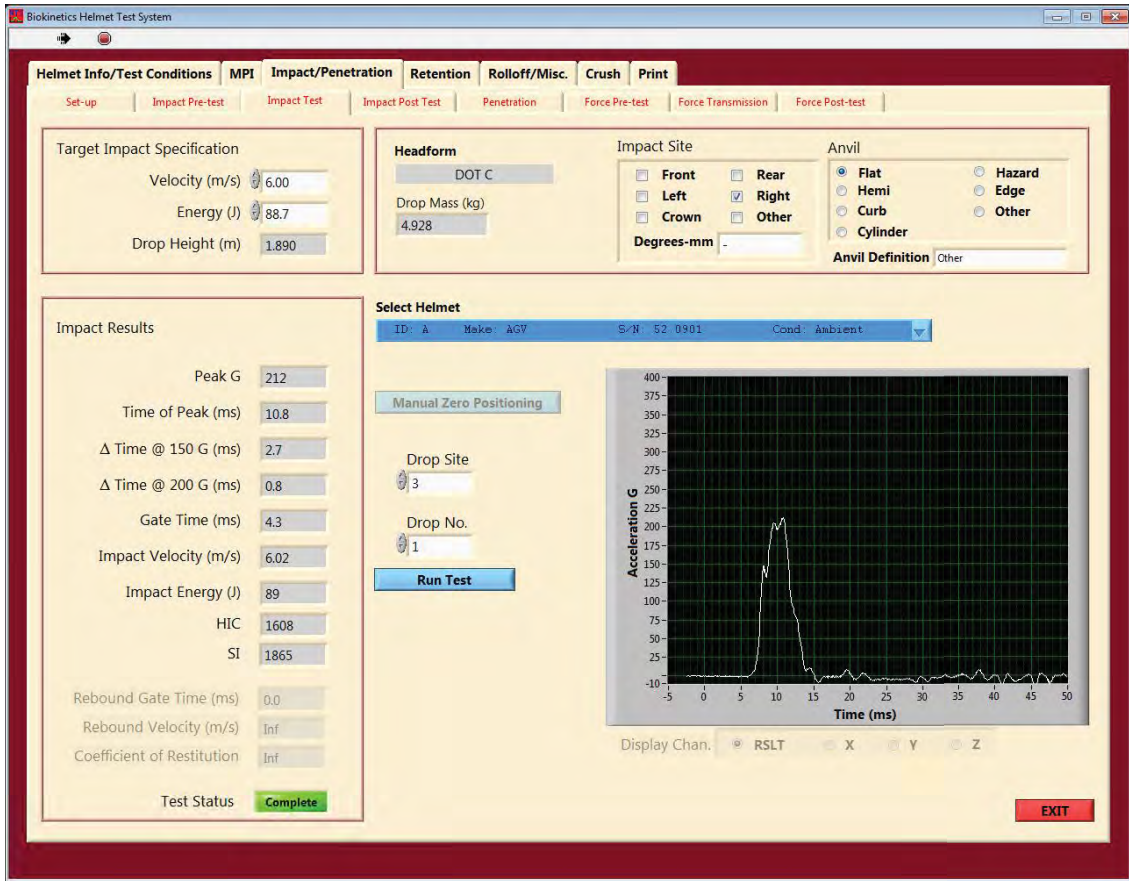 Biokinetics Helmet Test System
Helmet Info/Test Conditions MPI Impact/Penetration Retention Rolloff/Misc. Crush Print
Set-up Impact Pre-test Impact Test Impact Post Test Penetration Force Pre-test Force Transmission Force Post-test
Target Impact Specification
Velocity (m/s) 6.00
Energy (J) 88.7
Drop Height (m) 1.890
Headform
DOT C
Drop Mass (kg)
4.928
Impact Site
Front Rear
Left Right
Crown Other
Degrees-mm -
Anvil
Flat Hazard
Hemi Edge
Curb Other
Cylinder
Anvil Definition Other
Impact Results
Peak G 212
Time of Peak (ms) 10.8
Δ Time @ 150 G (ms) 2.7
Δ Time @ 200 G (ms) 0.8
Gate Time (ms) 4.3
Impact Velocity (m/s) 6.02
Impact Energy (J) 89
HIC 1608
SI 1865
Rebound Gate Time (ms) 0.0
Rebound Velocity (m/s) Inf
Coefficient of Restitution Inf
Test Status Complete
Select Helmet
ID: A Make: AGV S/N: 52 0901 Cond: Ambient
Manual Zero Positioning
Drop Site
3
Drop No.
1
Run Test
Acceleration G
400
375
350
325
300
275
250
225
200
175
150
125
100
75
50
25
-10
-5 0 5 10 15 20 25 30 35 40 45 50
Time (ms)
Display Chan. RSLT X Y Z
EXIT